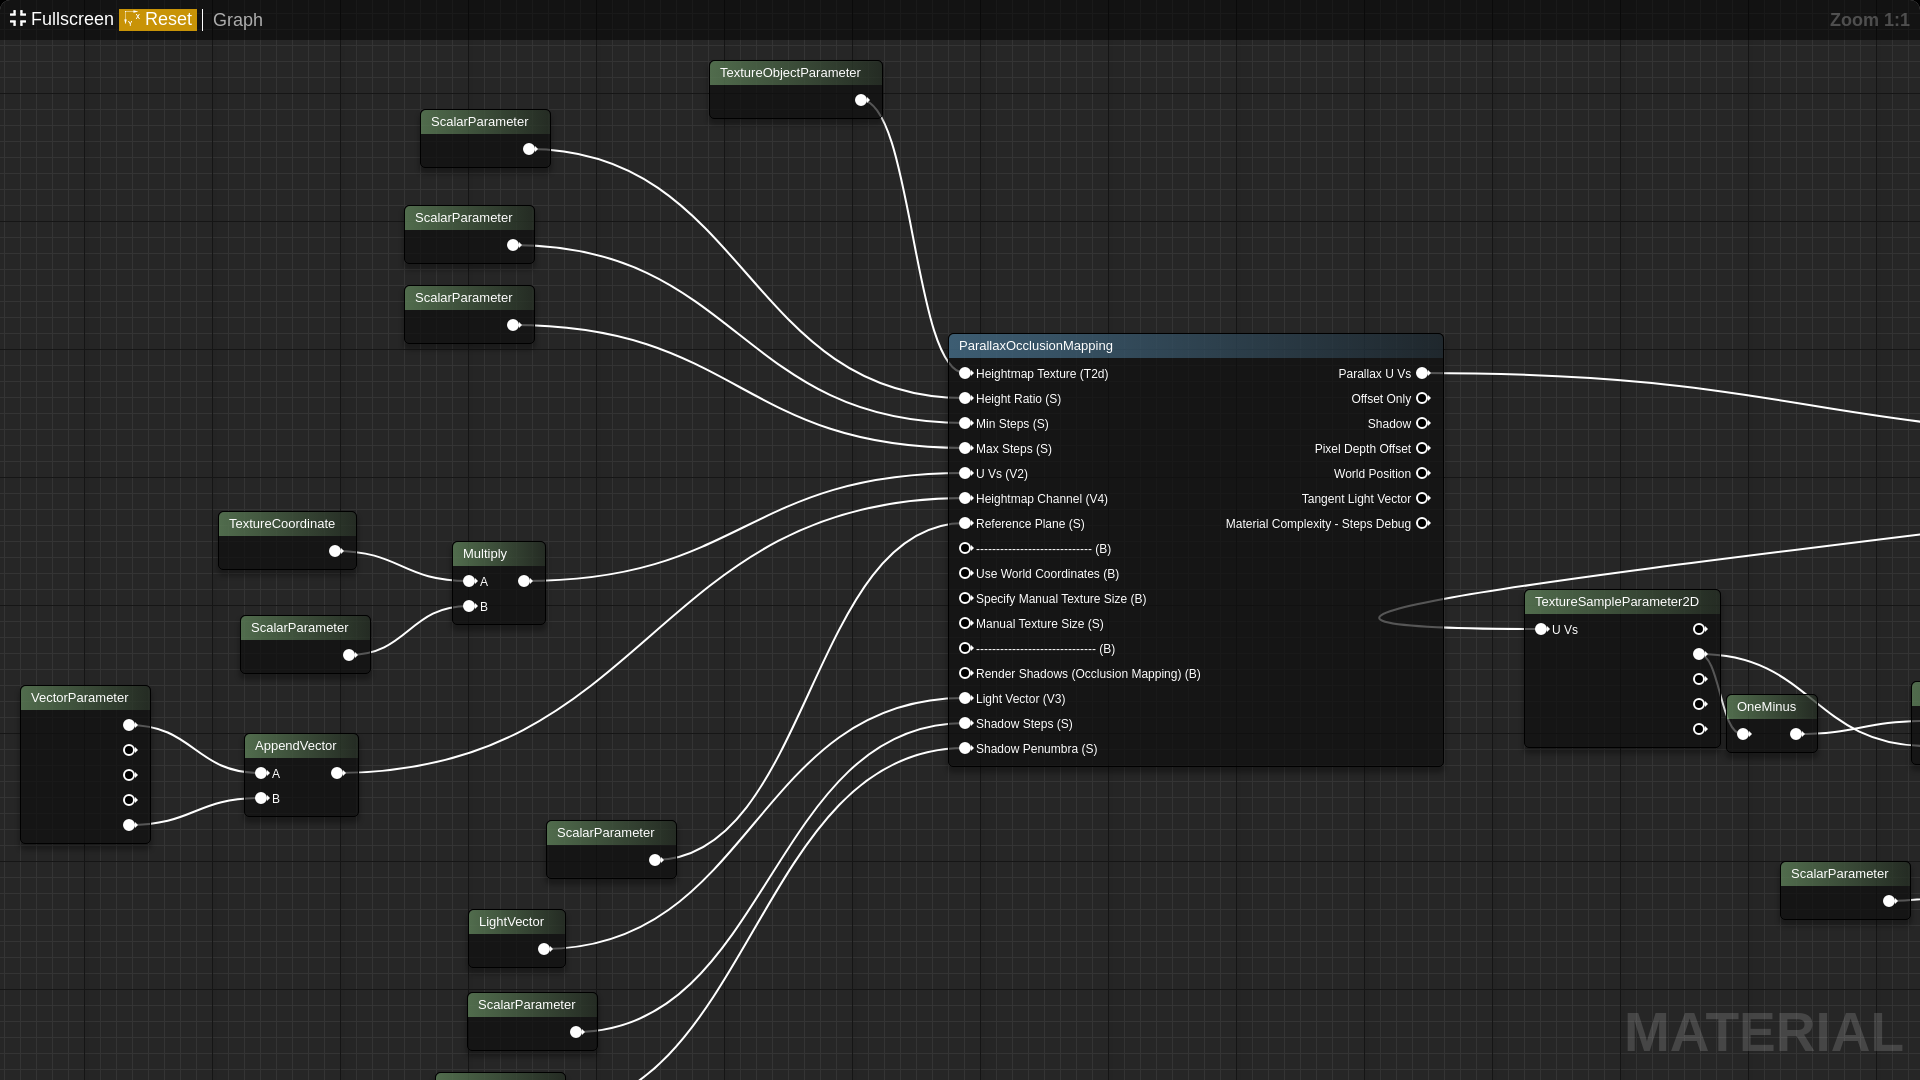 Fullscreen Reset Graph Zoom 1:1
TextureObjectParameter
ScalarParameter
ScalarParameter
ScalarParameter
ParallaxOcclusionMapping
Heightmap Texture (T2d) Parallax U Vs
Height Ratio (S) Offset Only
Min Steps (S) Shadow
Max Steps (S) Pixel Depth Offset
U Vs (V2) World Position
Heightmap Channel (V4) Tangent Light Vector
Reference Plane (S) Material Complexity - Steps Debug
----------------------------- (B)
Use World Coordinates (B)
Specify Manual Texture Size (B)
Manual Texture Size (S)
------------------------------ (B)
Render Shadows (Occlusion Mapping) (B)
Light Vector (V3)
Shadow Steps (S)
Shadow Penumbra (S)
TextureCoordinate
Multiply
A
B
ScalarParameter
TextureSampleParameter2D
U Vs
OneMinus
VectorParameter
AppendVector
A
B
ScalarParameter
ScalarParameter
LightVector
ScalarParameter
MATERIAL